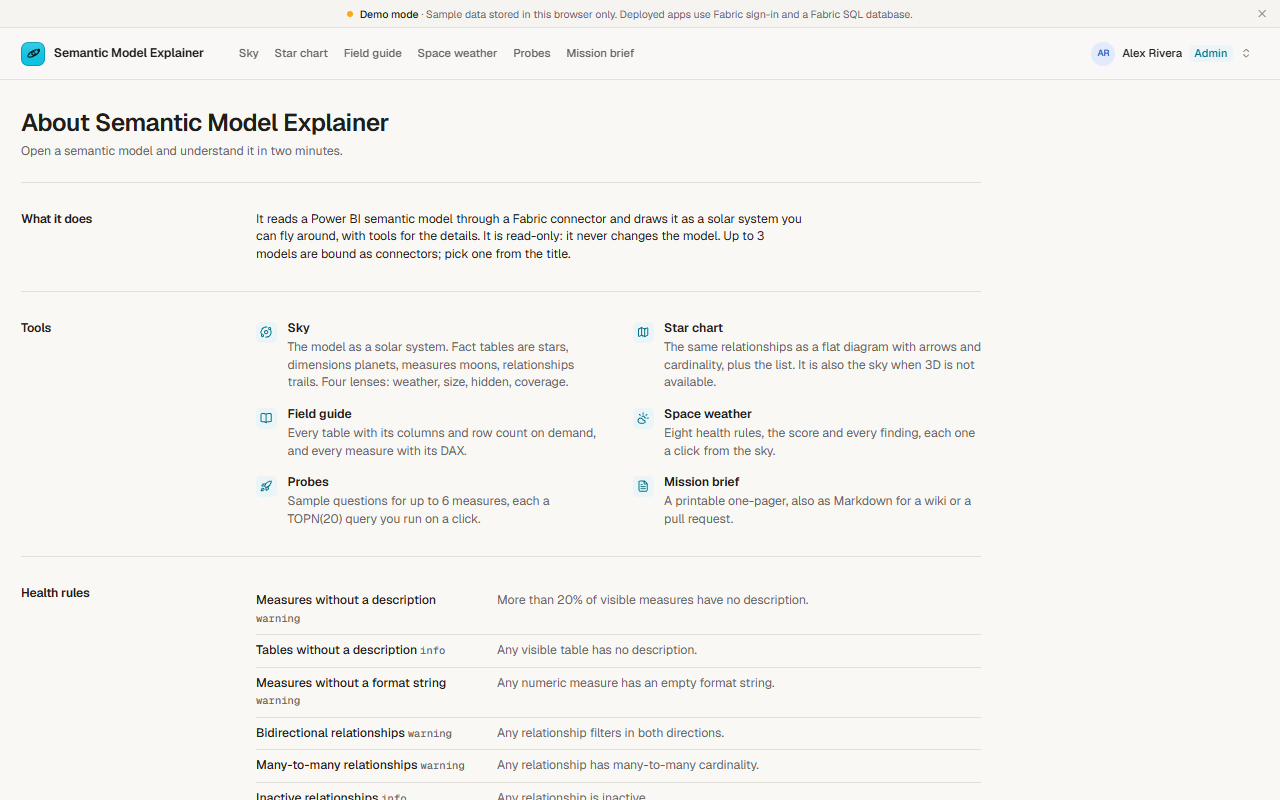 Demo mode · Sample data stored in this browser only. Deployed apps use Fabric sign-in and a Fabric SQL database.
Semantic Model Explainer
Sky
Star chart
Field guide
Space weather
Probes
Mission brief
AR
Alex Rivera
Admin
About Semantic Model Explainer
Open a semantic model and understand it in two minutes.
What it does
It reads a Power BI semantic model through a Fabric connector and draws it as a solar system you
can fly around, with tools for the details. It is read-only: it never changes the model. Up to 3
models are bound as connectors; pick one from the title.
Tools
Sky
The model as a solar system. Fact tables are stars,
dimensions planets, measures moons, relationships
trails. Four lenses: weather, size, hidden, coverage.
Star chart
The same relationships as a flat diagram with arrows and
cardinality, plus the list. It is also the sky when 3D is not
available.
Field guide
Every table with its columns and row count on demand,
and every measure with its DAX.
Space weather
Eight health rules, the score and every finding, each one
a click from the sky.
Probes
Sample questions for up to 6 measures, each a
TOPN(20) query you run on a click.
Mission brief
A printable one-pager, also as Markdown for a wiki or a
pull request.
Health rules
Measures without a description
warning
More than 20% of visible measures have no description.
Tables without a description info
Any visible table has no description.
Measures without a format string
warning
Any numeric measure has an empty format string.
Bidirectional relationships warning
Any relationship filters in both directions.
Many-to-many relationships warning
Any relationship has many-to-many cardinality.
Inactive relationships info
Any relationship is inactive.